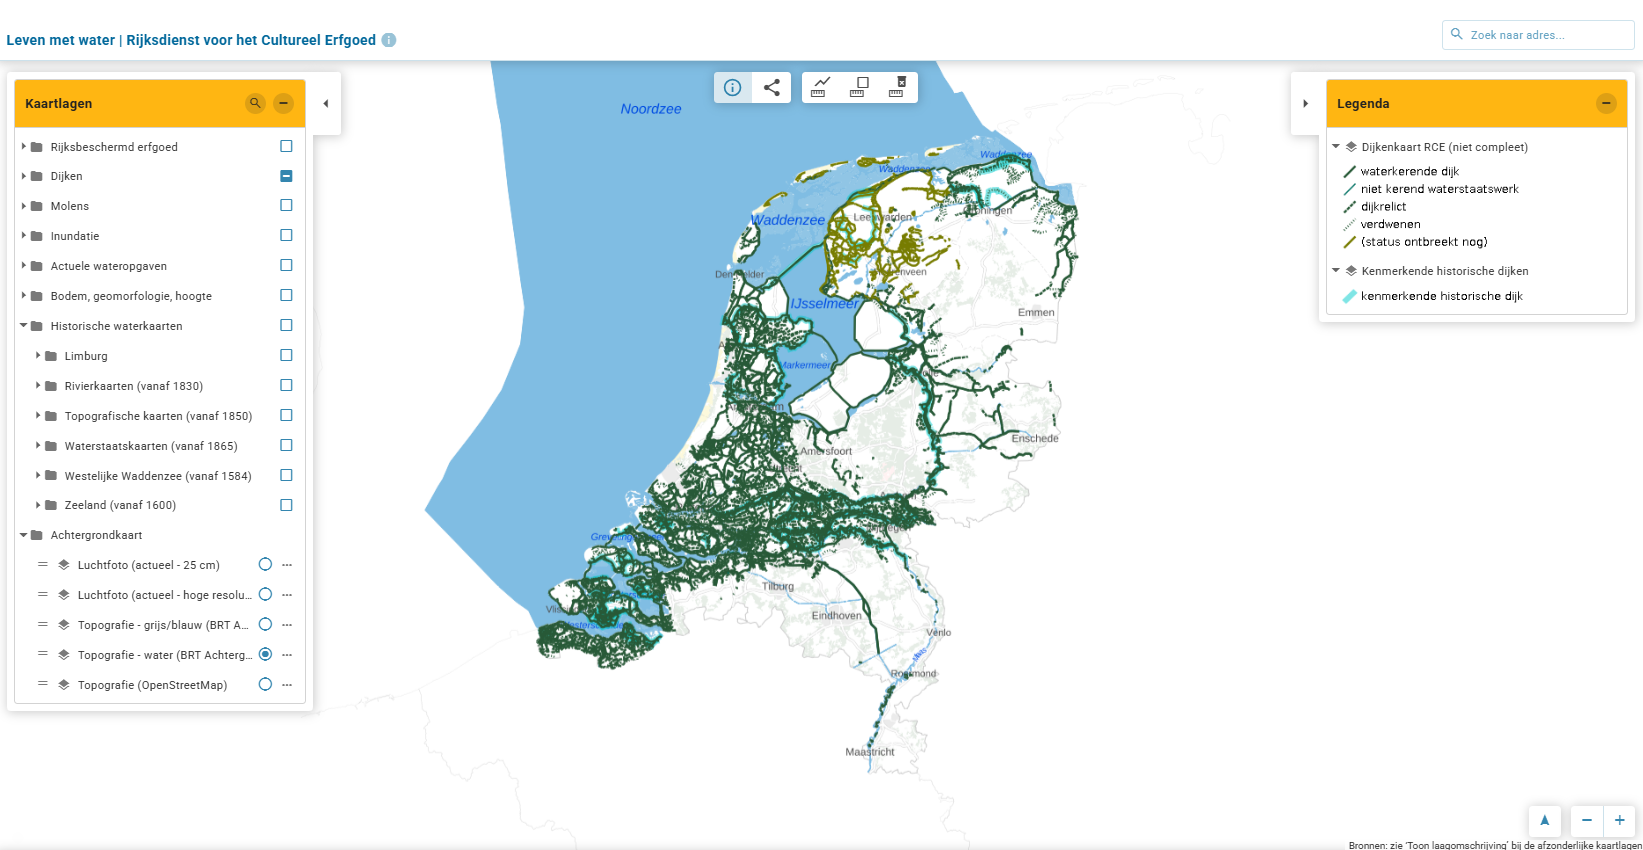 Leven met water | Rijksdienst voor het Cultureel Erfgoed
Zoek naar adres...
Kaartlagen
Rijksbeschermd erfgoed
Dijken
Molens
Inundatie
Actuele wateropgaven
Bodem, geomorfologie, hoogte
Historische waterkaarten
Limburg
Rivierkaarten (vanaf 1830)
Topografische kaarten (vanaf 1850)
Waterstaatskaarten (vanaf 1865)
Westelijke Waddenzee (vanaf 1584)
Zeeland (vanaf 1600)
Achtergrondkaart
Luchtfoto (actueel - 25 cm)
Luchtfoto (actueel - hoge resolu...
Topografie - grijs/blauw (BRT A...
Topografie - water (BRT Achterg...
Topografie (OpenStreetMap)
Noordzee
Waddenzee
Waddenzee
Waddenzee
Leeuwarden
IJsselmeer
Emmen
Markermeer
Enschede
Amersfoort
Tilburg
Eindhoven
Venlo
Maas
Roermond
Maastricht
Legenda
Dijkenkaart RCE (niet compleet)
waterkerende dijk
niet kerend waterstaatswerk
dijkrelict
verdwenen
(status ontbreekt nog)
Kenmerkende historische dijken
kenmerkende historische dijk
Bronnen: zie 'Toon laagomschrijving' bij de afzonderlijke kaartlagen